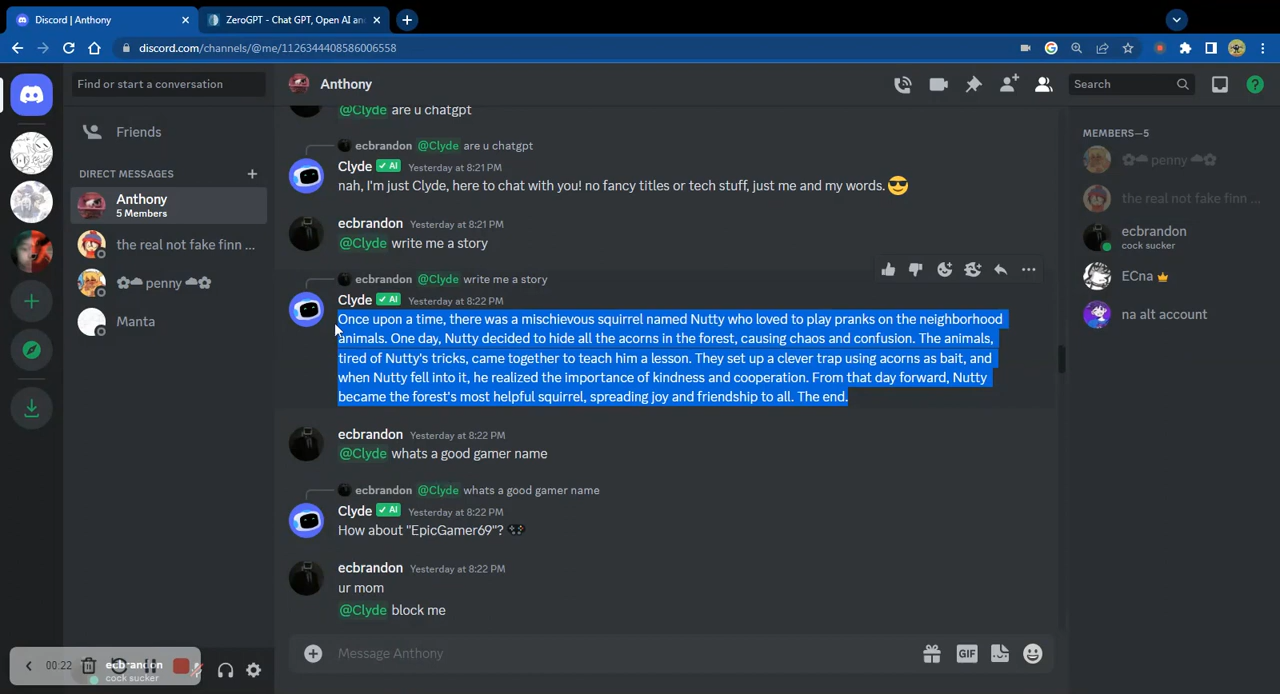 Discord | Anthony
ZeroGPT - Chat GPT, Open AI an
discord.com/channels/@me/1126344408586006558
Find or start a conversation
Anthony
Search
Friends
DIRECT MESSAGES
Anthony
5 Members
the real not fake finn ...
penny
Manta
@Clyde are u chatgpt
ecbrandon @Clyde are u chatgpt
Clyde ✓ AI Yesterday at 8:21 PM
nah, I'm just Clyde, here to chat with you! no fancy titles or tech stuff, just me and my words. 😎
ecbrandon Yesterday at 8:21 PM
@Clyde write me a story
ecbrandon @Clyde write me a story
Clyde ✓ AI Yesterday at 8:22 PM
Once upon a time, there was a mischievous squirrel named Nutty who loved to play pranks on the neighborhood
animals. One day, Nutty decided to hide all the acorns in the forest, causing chaos and confusion. The animals,
tired of Nutty's tricks, came together to teach him a lesson. They set up a clever trap using acorns as bait, and
when Nutty fell into it, he realized the importance of kindness and cooperation. From that day forward, Nutty
became the forest's most helpful squirrel, spreading joy and friendship to all. The end.
ecbrandon Yesterday at 8:22 PM
@Clyde whats a good gamer name
ecbrandon @Clyde whats a good gamer name
Clyde ✓ AI Yesterday at 8:22 PM
How about "EpicGamer69"? 🎮
ecbrandon Yesterday at 8:22 PM
ur mom
@Clyde block me
Message Anthony
GIF
MEMBERS—5
penny
the real not fake finn ...
ecbrandon
cock sucker
ECna
na alt account
00:22
ecbrandon
cock sucker